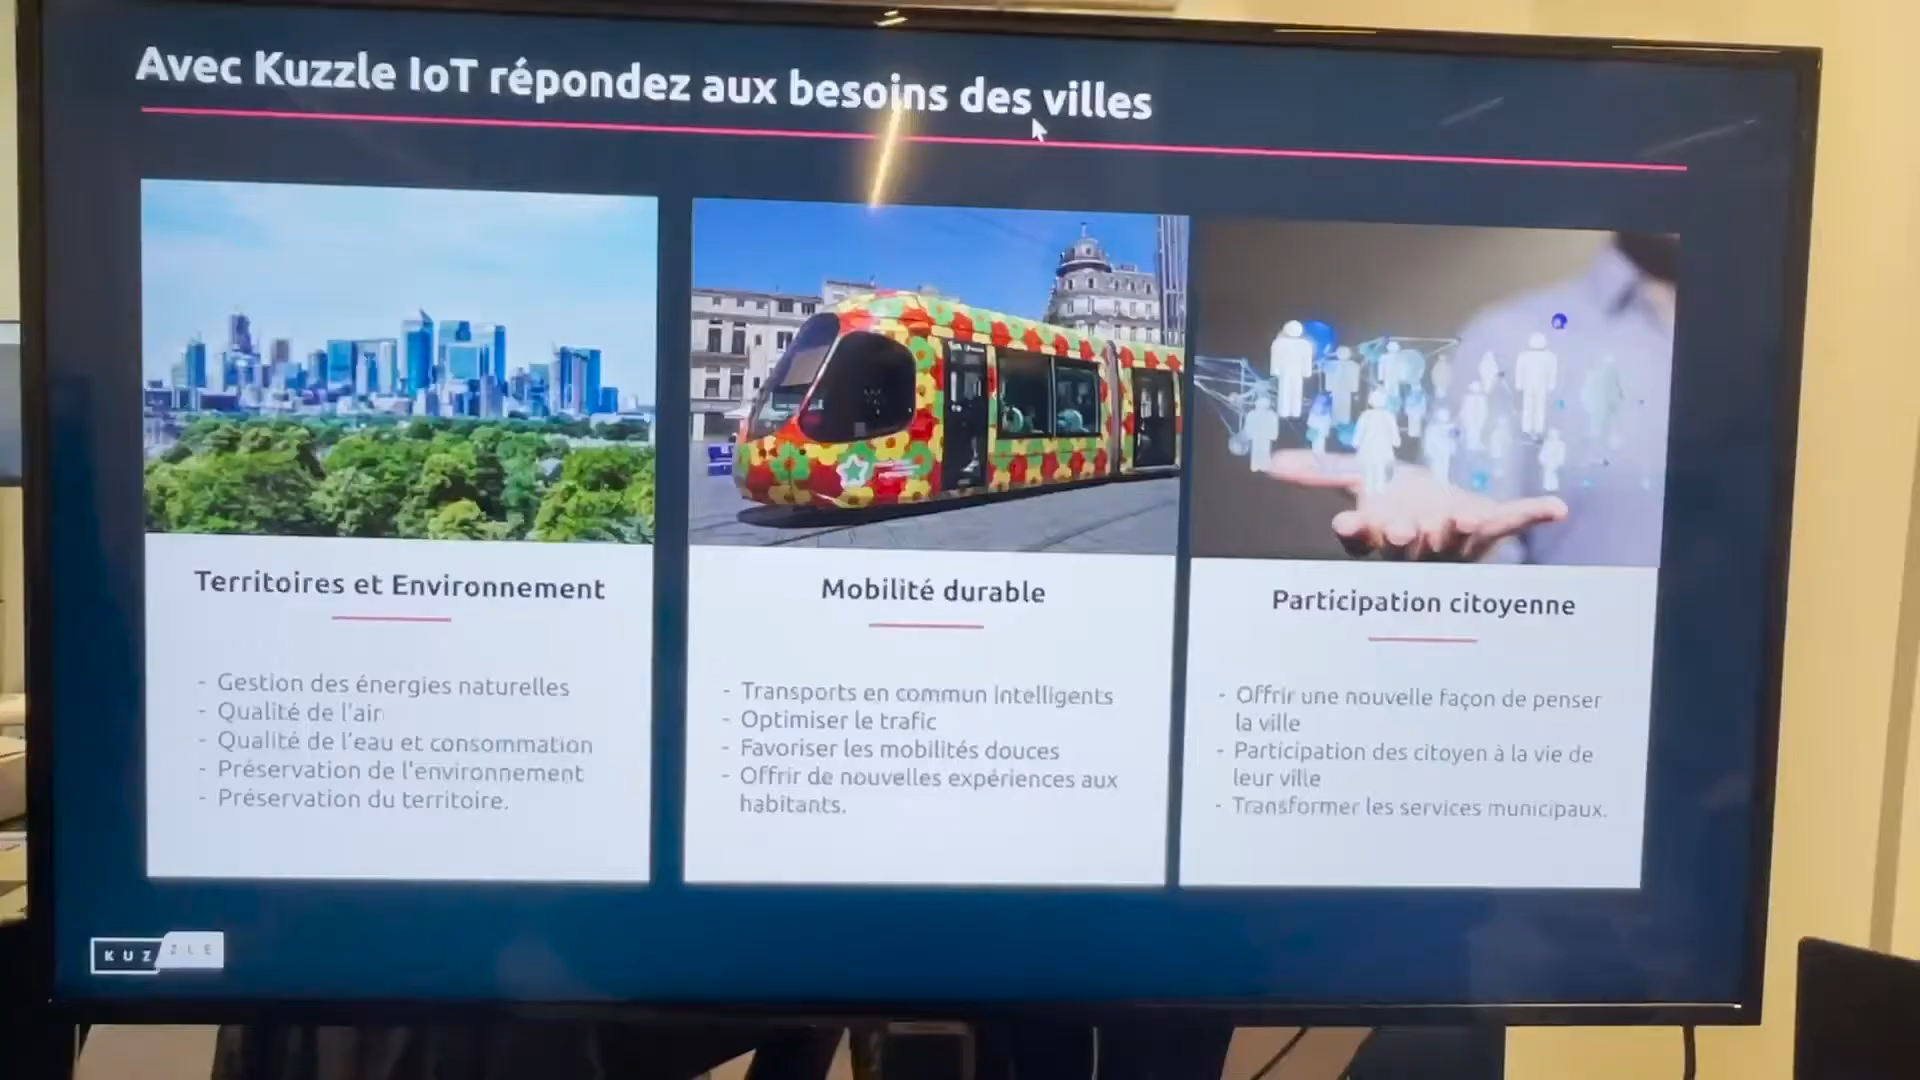 Avec Kuzzle IoT répondez aux besoins des villes
Territoires et Environnement
- Gestion des énergies naturelles
- Qualité de l'air
- Qualité de l'eau et consommation
- Préservation de l'environnement
- Préservation du territoire.
Mobilité durable
- Transports en commun Intelligents
- Optimiser le trafic
- Favoriser les mobilités douces
- Offrir de nouvelles expériences aux
habitants.
Participation citoyenne
- Offrir une nouvelle façon de penser
la ville
- Participation des citoyen à la vie de
leur ville
- Transformer les services municipaux.
KUZZLE